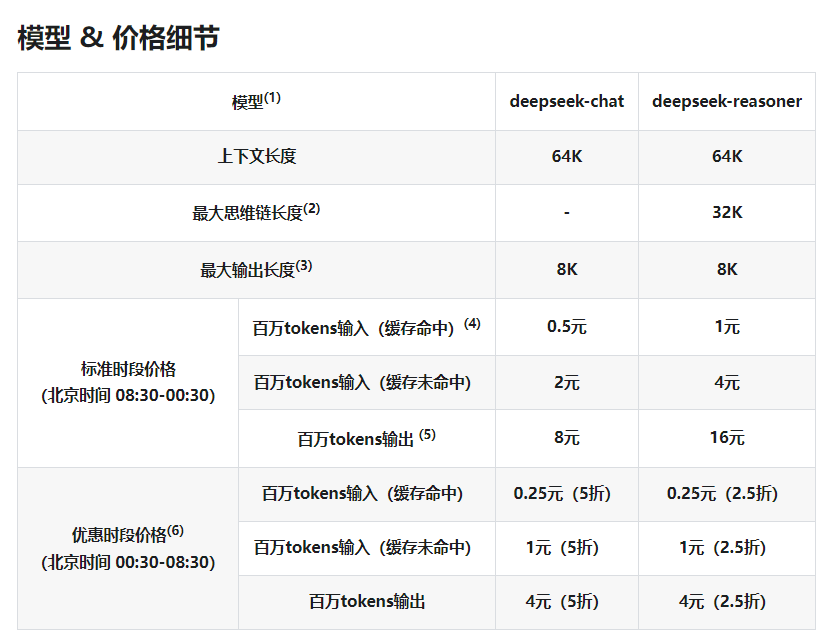 模型 & 价格细节
模型(1) deepseek-chat deepseek-reasoner
上下文长度 64K 64K
最大思维链长度(2) - 32K
最大输出长度(3) 8K 8K
标准时段价格
(北京时间 08:30-00:30)
百万tokens输入（缓存命中）(4) 0.5元 1元
百万tokens输入（缓存未命中） 2元 4元
百万tokens输出 (5) 8元 16元
优惠时段价格(6)
(北京时间 00:30-08:30)
百万tokens输入（缓存命中） 0.25元（5折） 0.25元（2.5折）
百万tokens输入（缓存未命中） 1元（5折） 1元（2.5折）
百万tokens输出 4元（5折） 4元（2.5折）